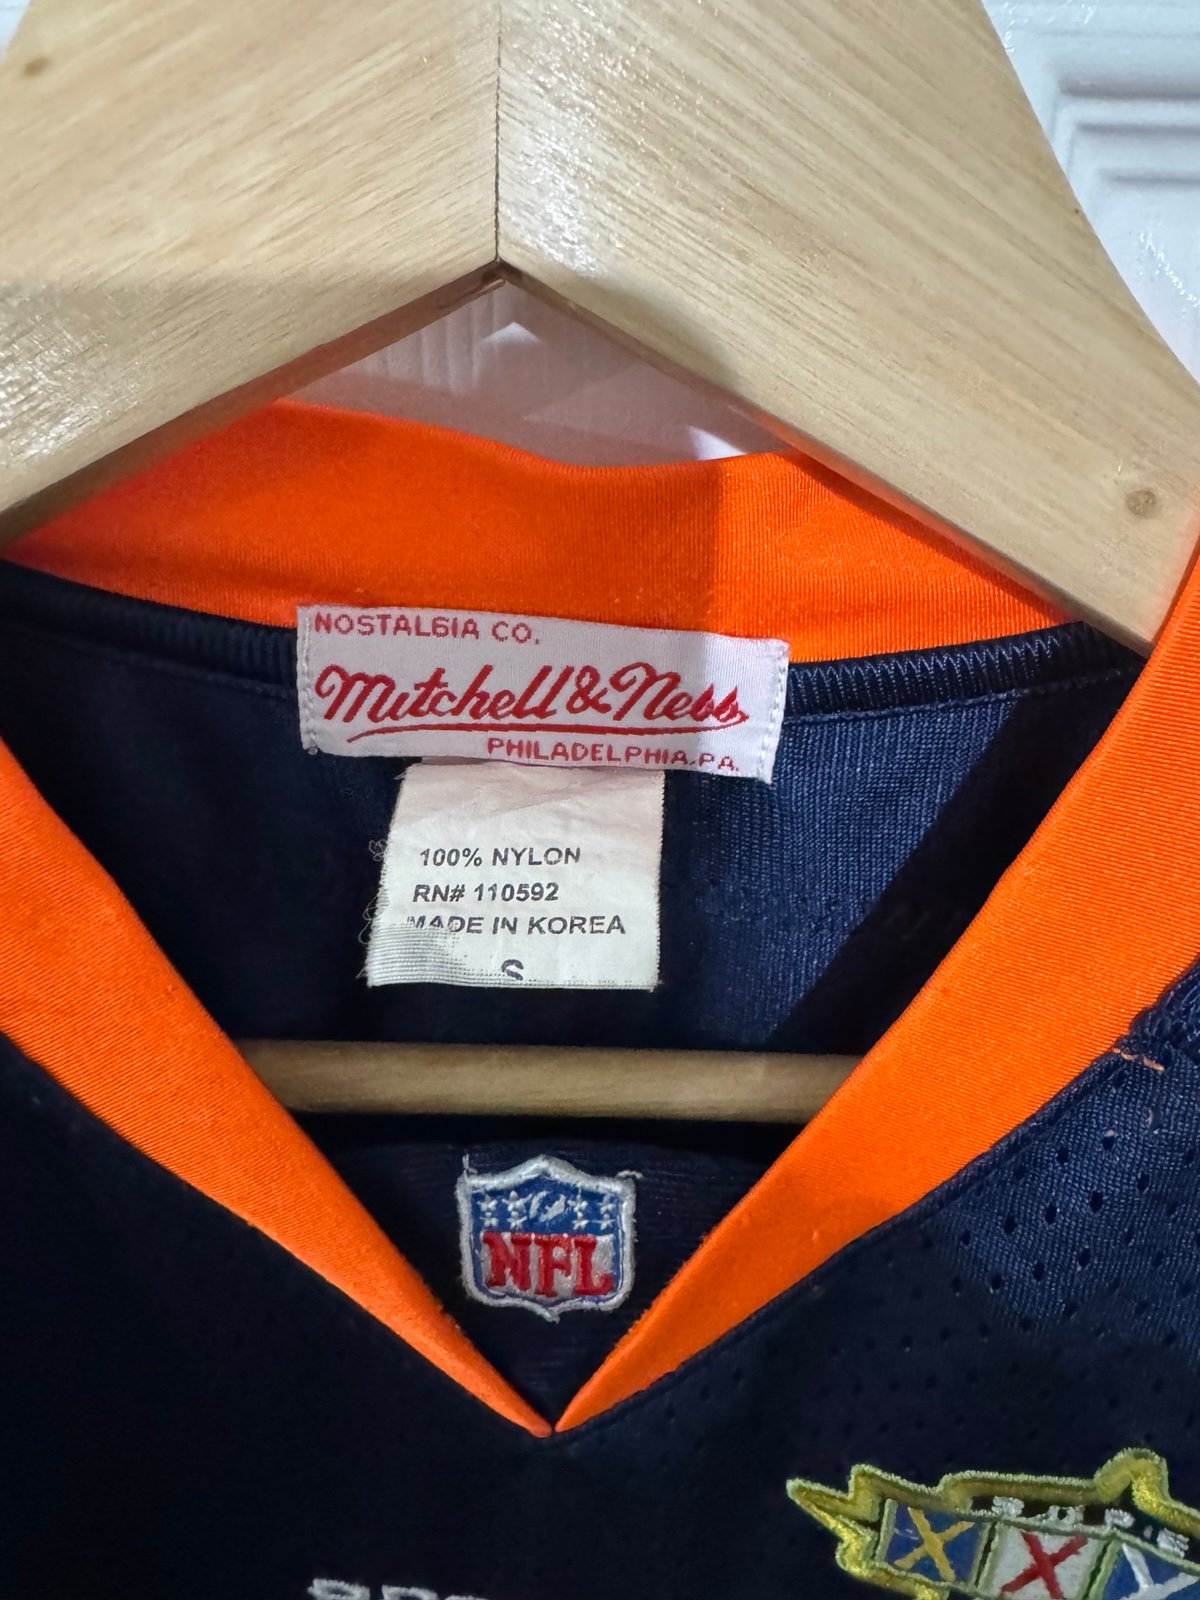 NOSTALGIA CO.
Mitchell & Ness
PHILADELPHIA, PA.
100% NYLON
RN# 110592
MADE IN KOREA
S
NFL
X X